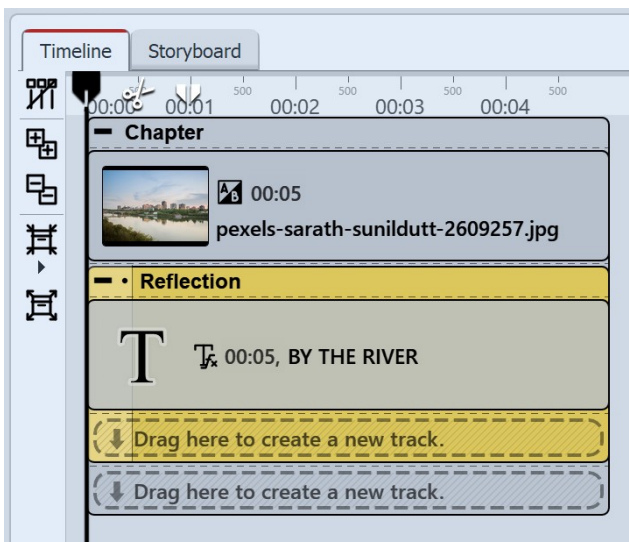 Timeline Storyboard
500 500 500 500
00:00 00:01 00:02 00:03 00:04
Chapter
A B 00:05
pexels-sarath-sunildutt-2609257.jpg
Reflection
T Tfx 00:05, BY THE RIVER
Drag here to create a new track.
Drag here to create a new track.